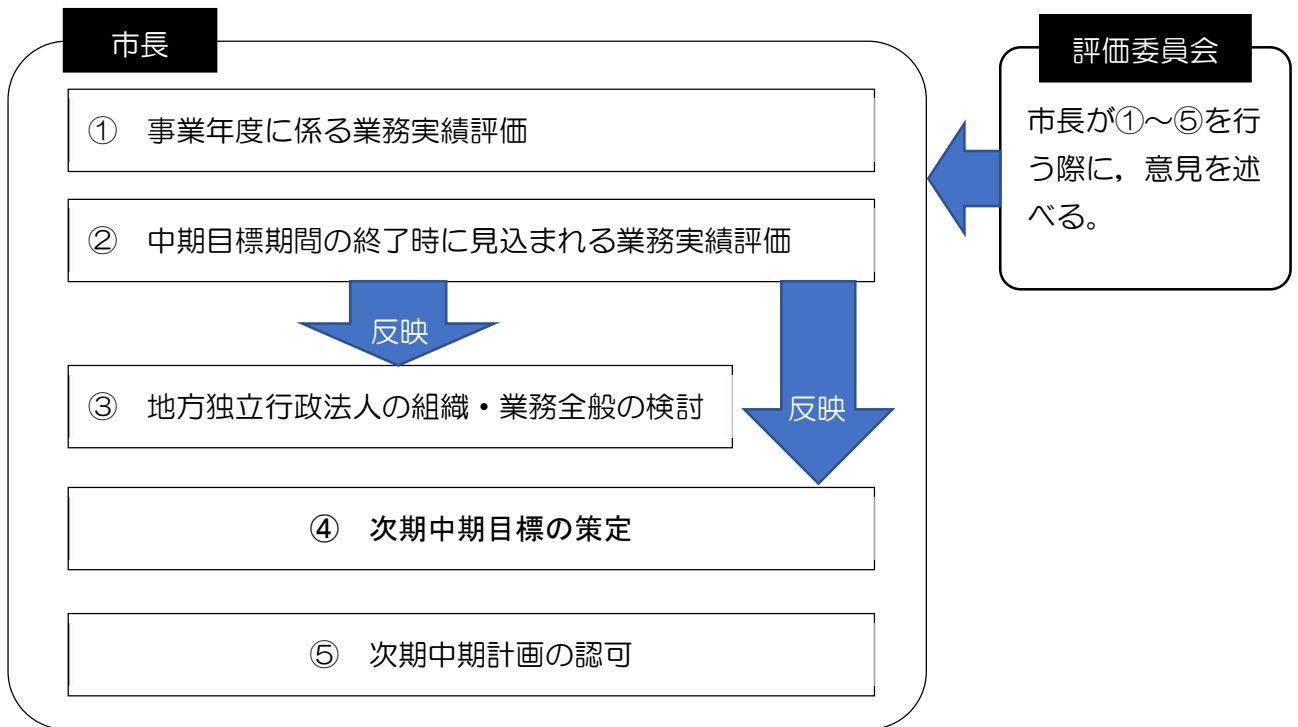 市長
① 事業年度に係る業務実績評価
② 中期目標期間の終了時に見込まれる業務実績評価
反映
③ 地方独立行政法人の組織・業務全般の検討
反映
④ 次期中期目標の策定
⑤ 次期中期計画の認可
評価委員会
市長が①~⑤を行
う際に,意見を述
べる。